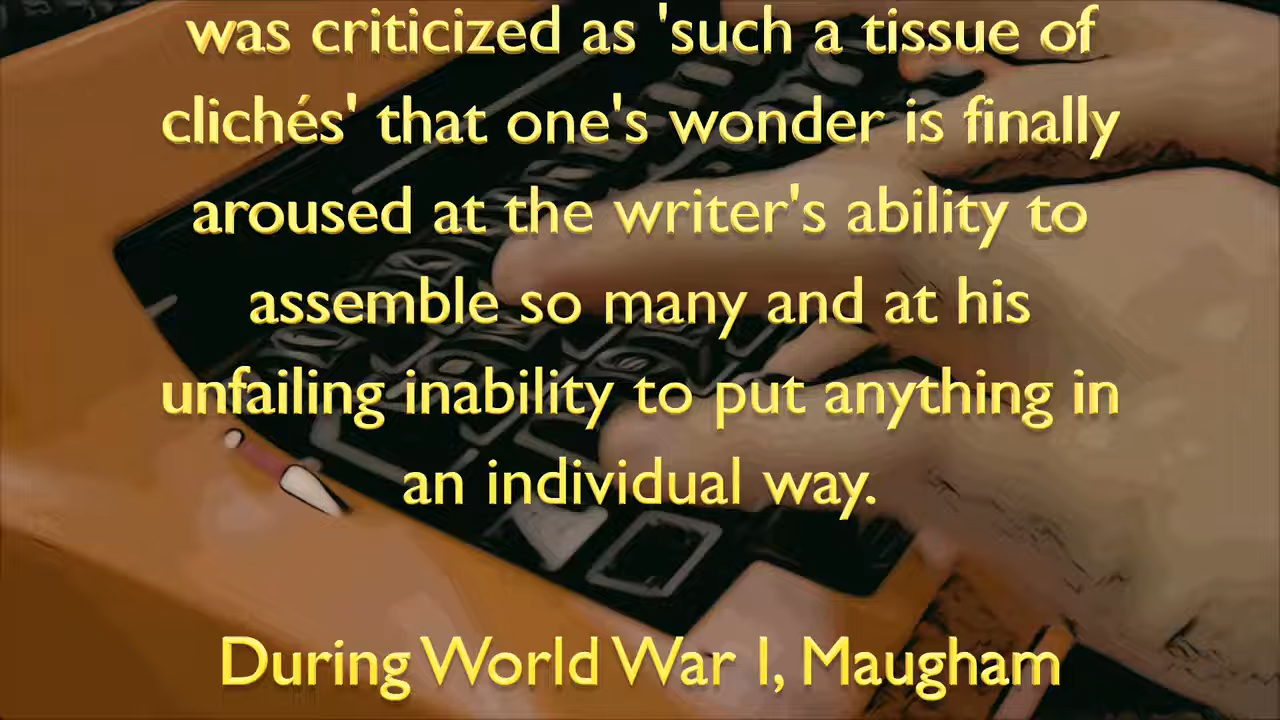 was criticized as 'such a tissue of
clichés' that one's wonder is finally
aroused at the writer's ability to
assemble so many and at his
unfailing inability to put anything in
an individual way.
During World War I, Maugham